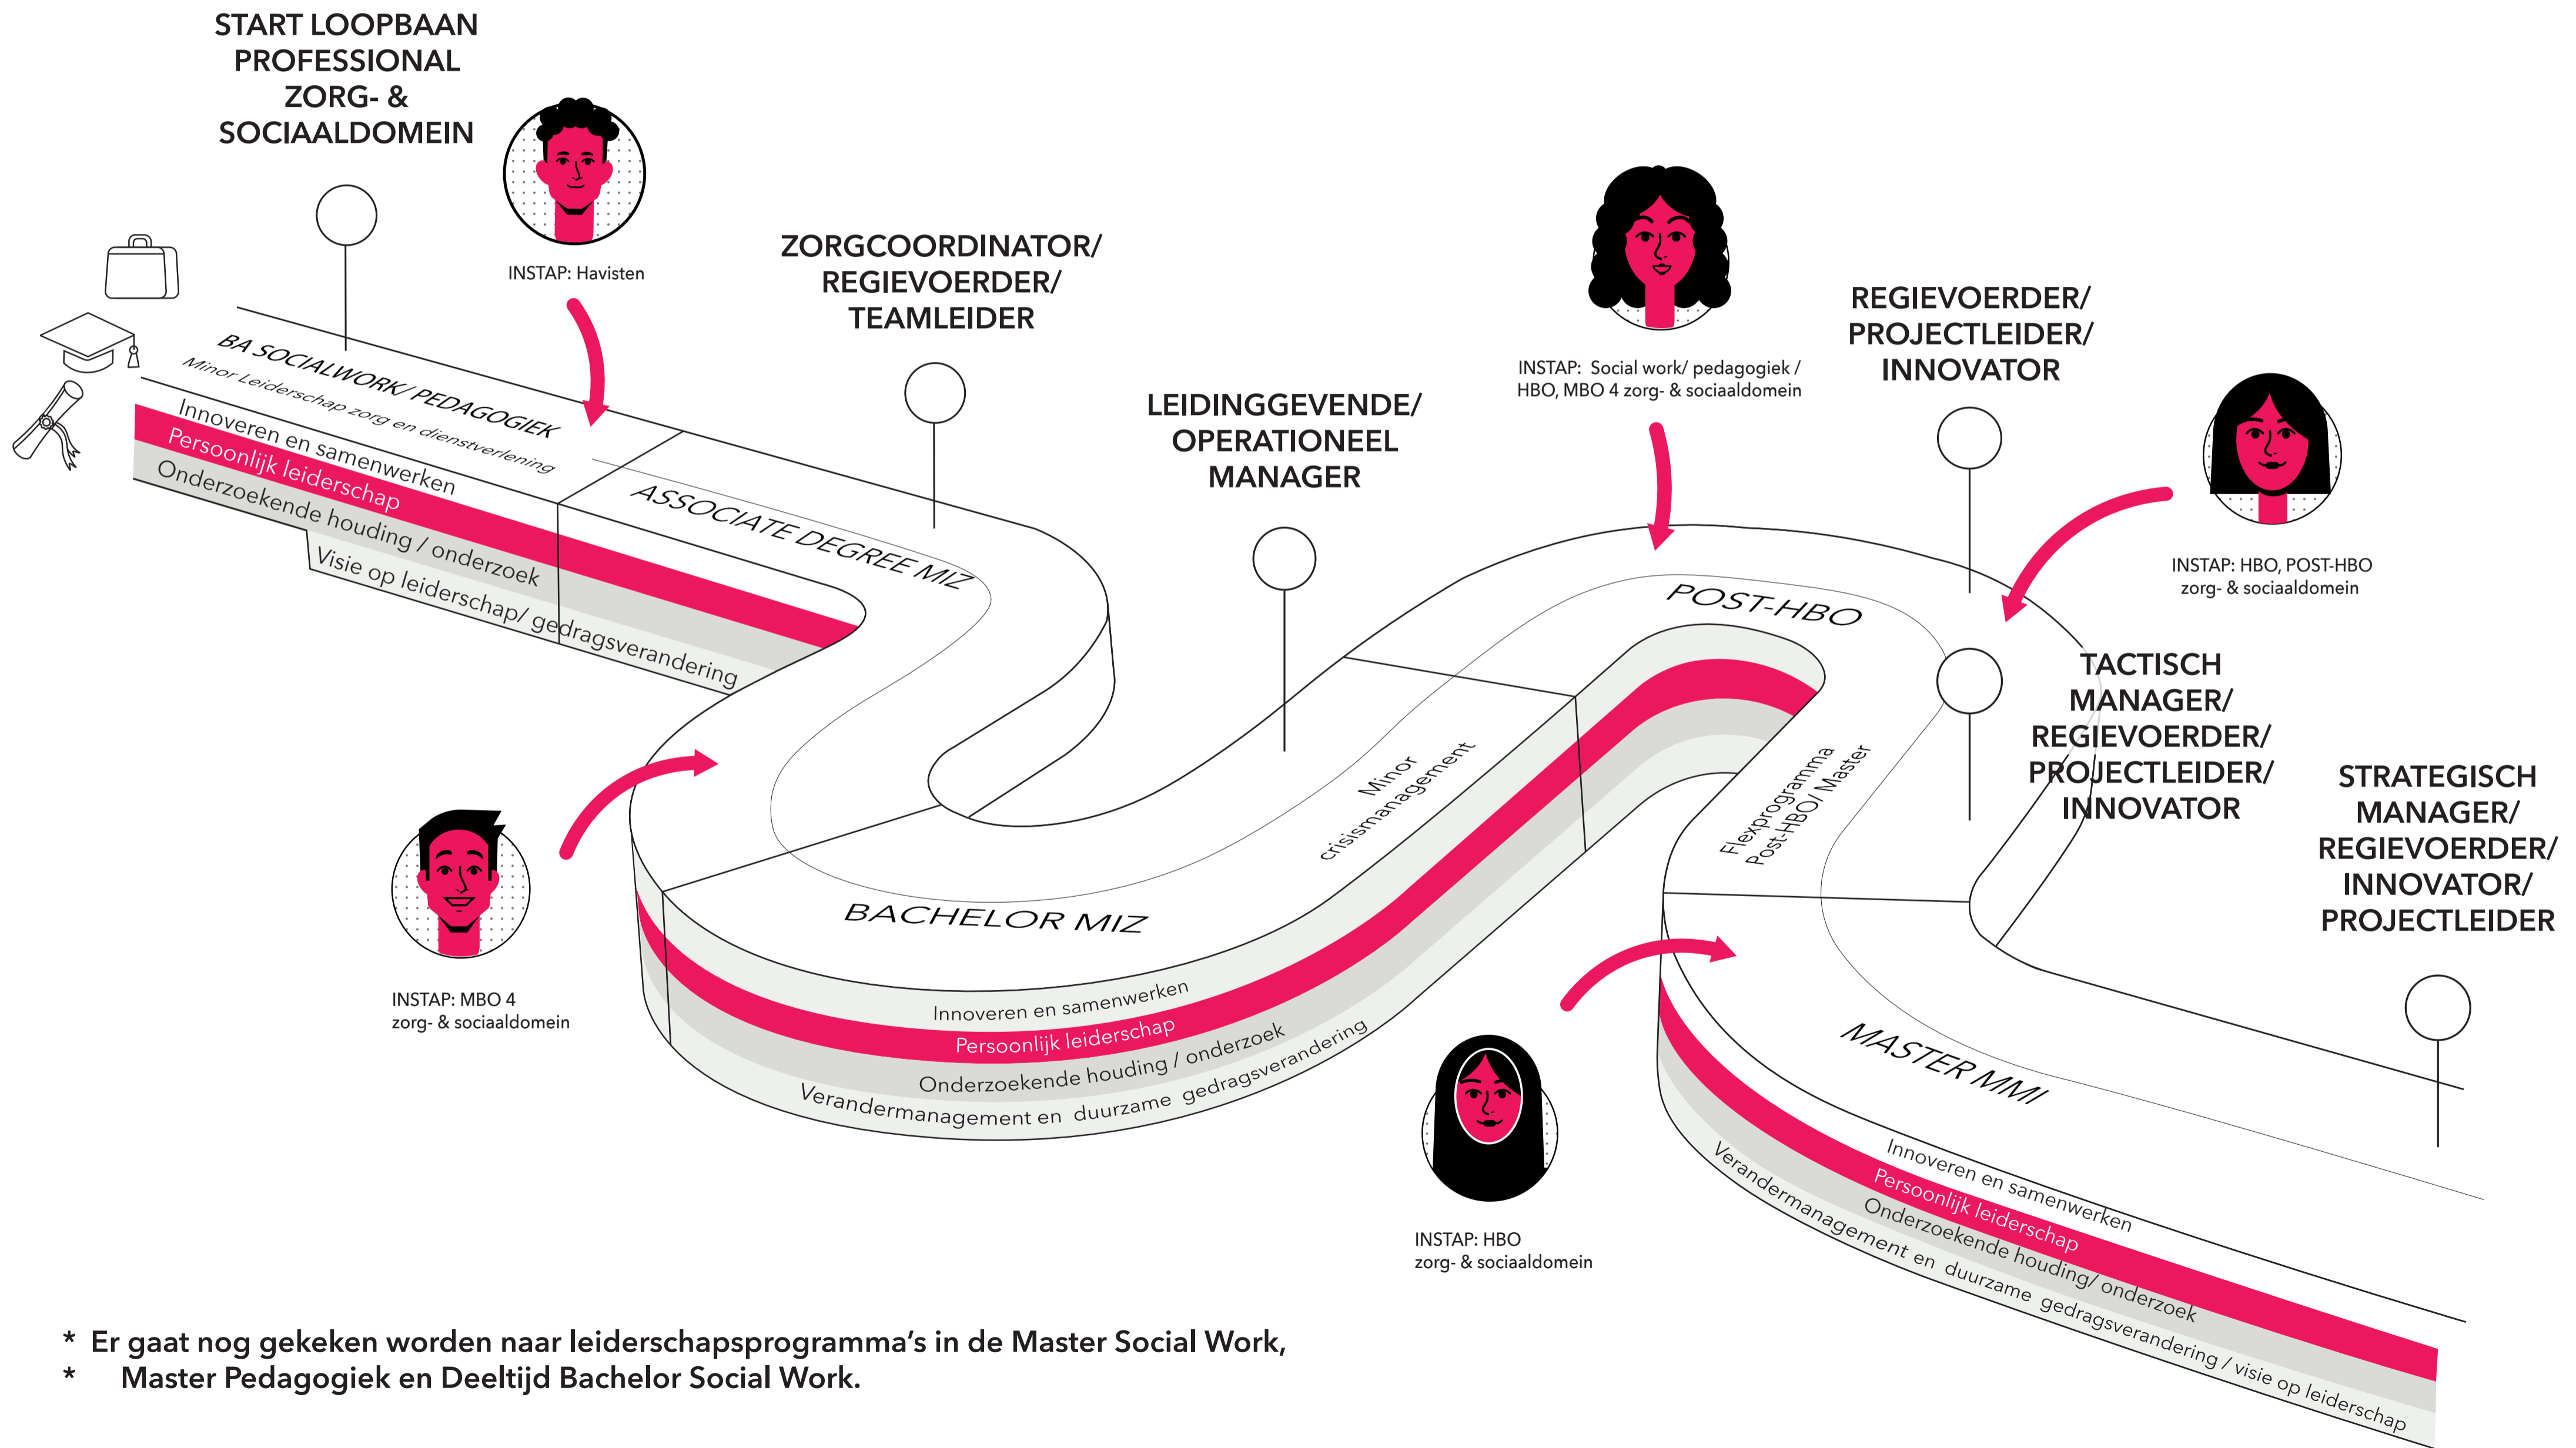 START LOOPBAAN
PROFESSIONAL
ZORG- &
SOCIAALDOMEIN
INSTAP: Havisten
ZORGCOORDINATOR/
REGIEVOERDER/
TEAMLEIDER
LEIDINGGEVENDE/
OPERATIONEEL
MANAGER
INSTAP: Social work/ pedagogiek /
HBO, MBO 4 zorg- & sociaaldomein
REGIEVOERDER/
PROJECTLEIDER/
INNOVATOR
INSTAP: HBO, POST-HBO
zorg- & sociaaldomein
TACTISCH
MANAGER/
REGIEVOERDER/
PROJECTLEIDER/
INNOVATOR
STRATEGISCH
MANAGER/
REGIEVOERDER/
INNOVATOR/
PROJECTLEIDER
BA SOCIALWORK/ PEDAGOGIEK
Minor Leiderschap zorg en dienstverlening
Innoveren en samenwerken
Persoonlijk leiderschap
Onderzoekende houding / onderzoek
Visie op leiderschap/ gedragsverandering
ASSOCIATE DEGREE MIZ
INSTAP: MBO 4
zorg- & sociaaldomein
BACHELOR MIZ
Minor
crisismanagement
Innoveren en samenwerken
Persoonlijk leiderschap
Onderzoekende houding / onderzoek
Verandermanagement en duurzame gedragsverandering
POST-HBO
Flexprogramma
Post-HBO/ Master
INSTAP: HBO
zorg- & sociaaldomein
MASTER MMI
Innoveren en samenwerken
Persoonlijk leiderschap
Onderzoekende houding/ onderzoek
Verandermanagement en duurzame gedragsverandering / visie op leiderschap
* Er gaat nog gekeken worden naar leiderschapsprogramma's in de Master Social Work,
* Master Pedagogiek en Deeltijd Bachelor Social Work.